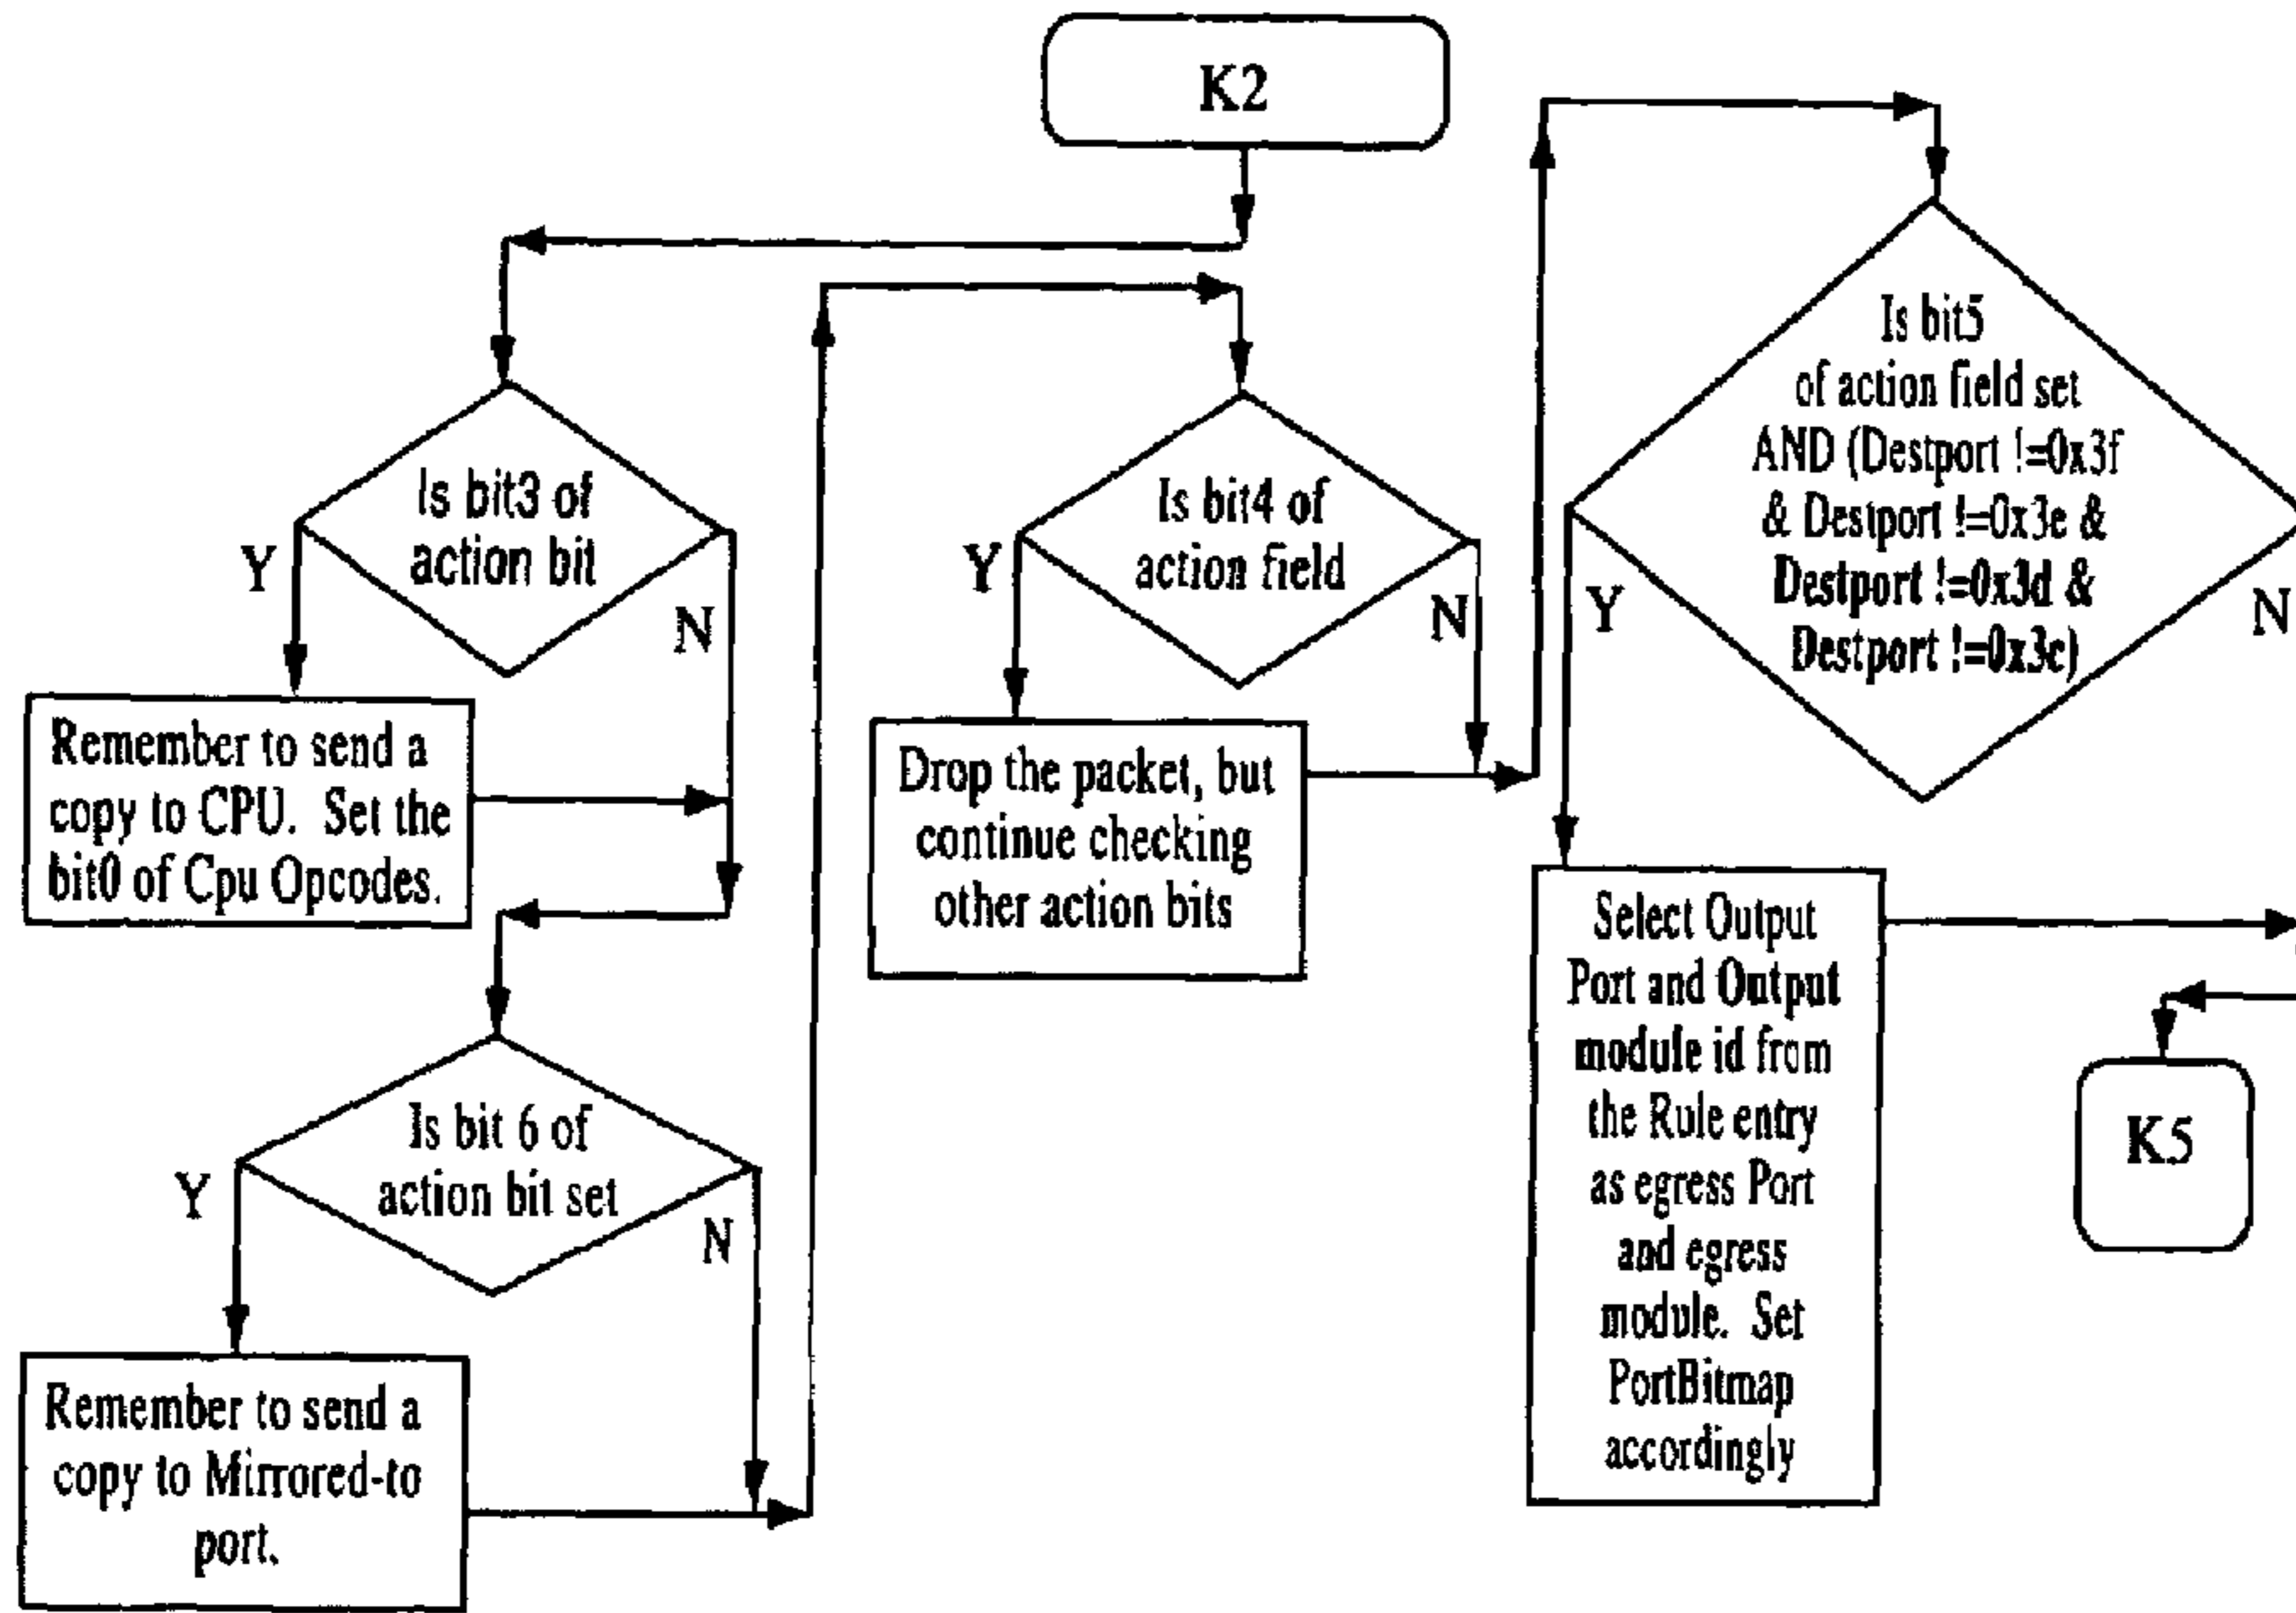 K2
Is bit3 of
action bit
Y
N
Remember to send a
copy to CPU. Set the
bit0 of Cpu Opcodes.
Is bit 6 of
action bit set
Y
N
Remember to send a
copy to Mirrored-to
port.
Is bit4 of
action field
Y
N
Drop the packet, but
continue checking
other action bits
Is bit5
of action field set
AND (Destport !=0x3f
& Destport !=0x3e &
Destport !=0x3d &
Destport !=0x3c)
Y
N
Select Output
Port and Output
module id from
the Rule entry
as egress Port
and egress
module. Set
PortBitmap
accordingly
K5